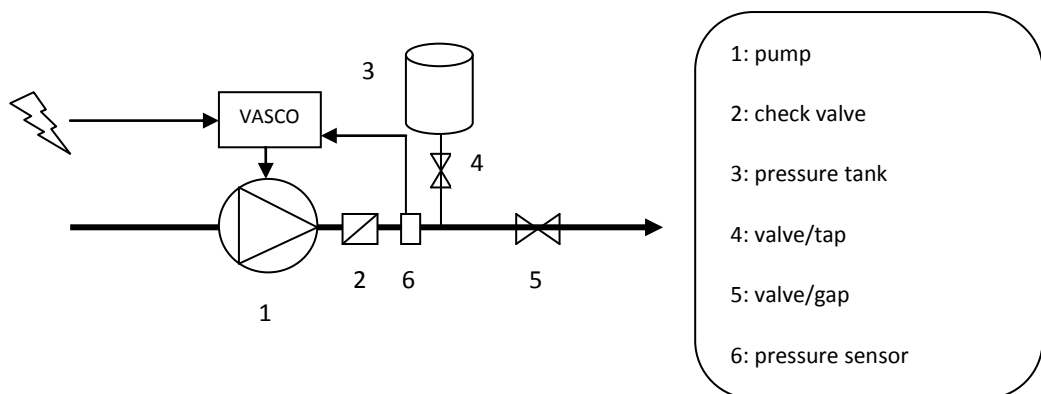 3
VASCO
4
2
6
5
1
1: pump
2: check valve
3: pressure tank
4: valve/tap
5: valve/gap
6: pressure sensor